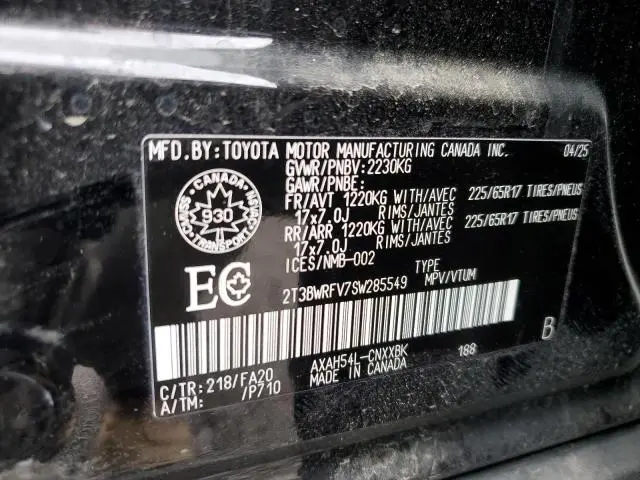 MFD.BY:TOYOTA MOTOR MANUFACTURING CANADA INC. 04/25
GVWR/PNBV:2230KG
GAWR/PNBE:
FR/AVT 1220KG WITH/AVEC 225/65R17 TIRES/PNEUS
17x7.0J RIMS/JANTES
RR/ARR 1220KG WITH/AVEC 225/65R17 TIRES/PNEUS
17x7.0J RIMS/JANTES
ICES/NMB-002
CANADA
930
TRANSPORT
EC
TYPE
2T3BWRFV7SW285549 MPV/VTUM
B
AXAH54L-CNXXBK 188
MADE IN CANADA
C/TR:218/FA20
A/TM: /P710